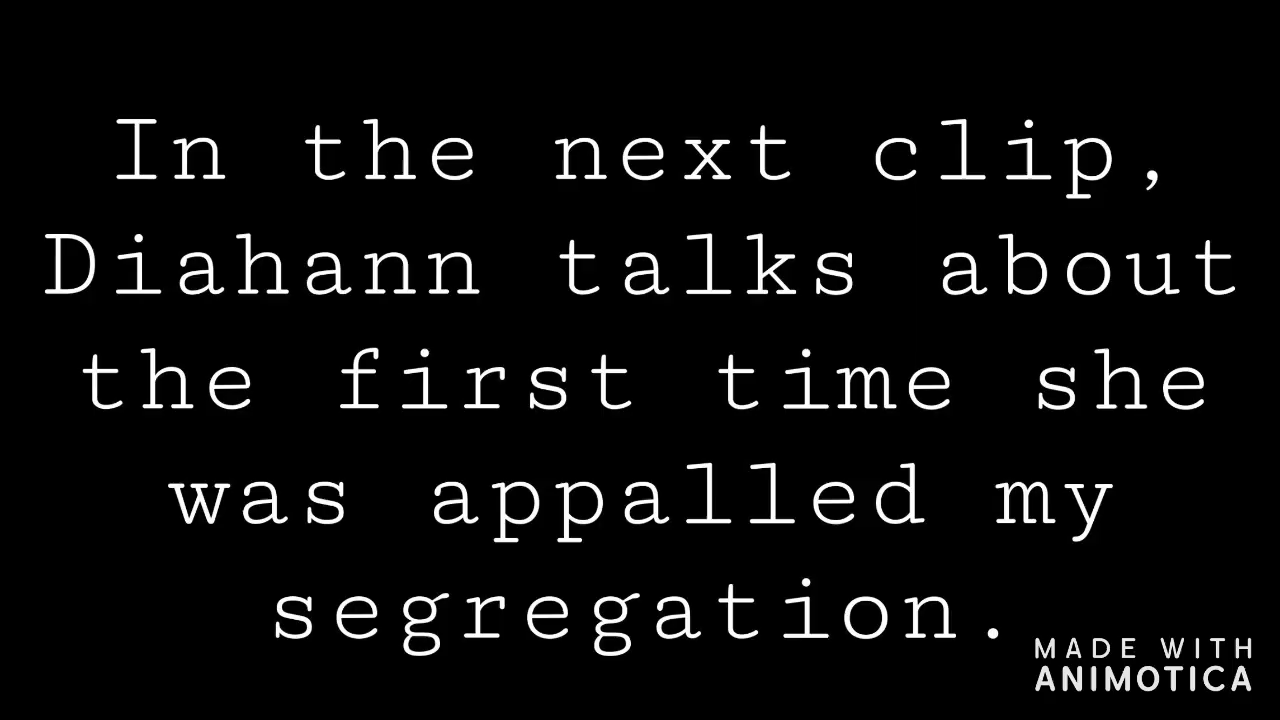 In the next clip,
Diahann talks about
the first time she
was appalled my
segregation.
MADE WITH
ANIMOTICA